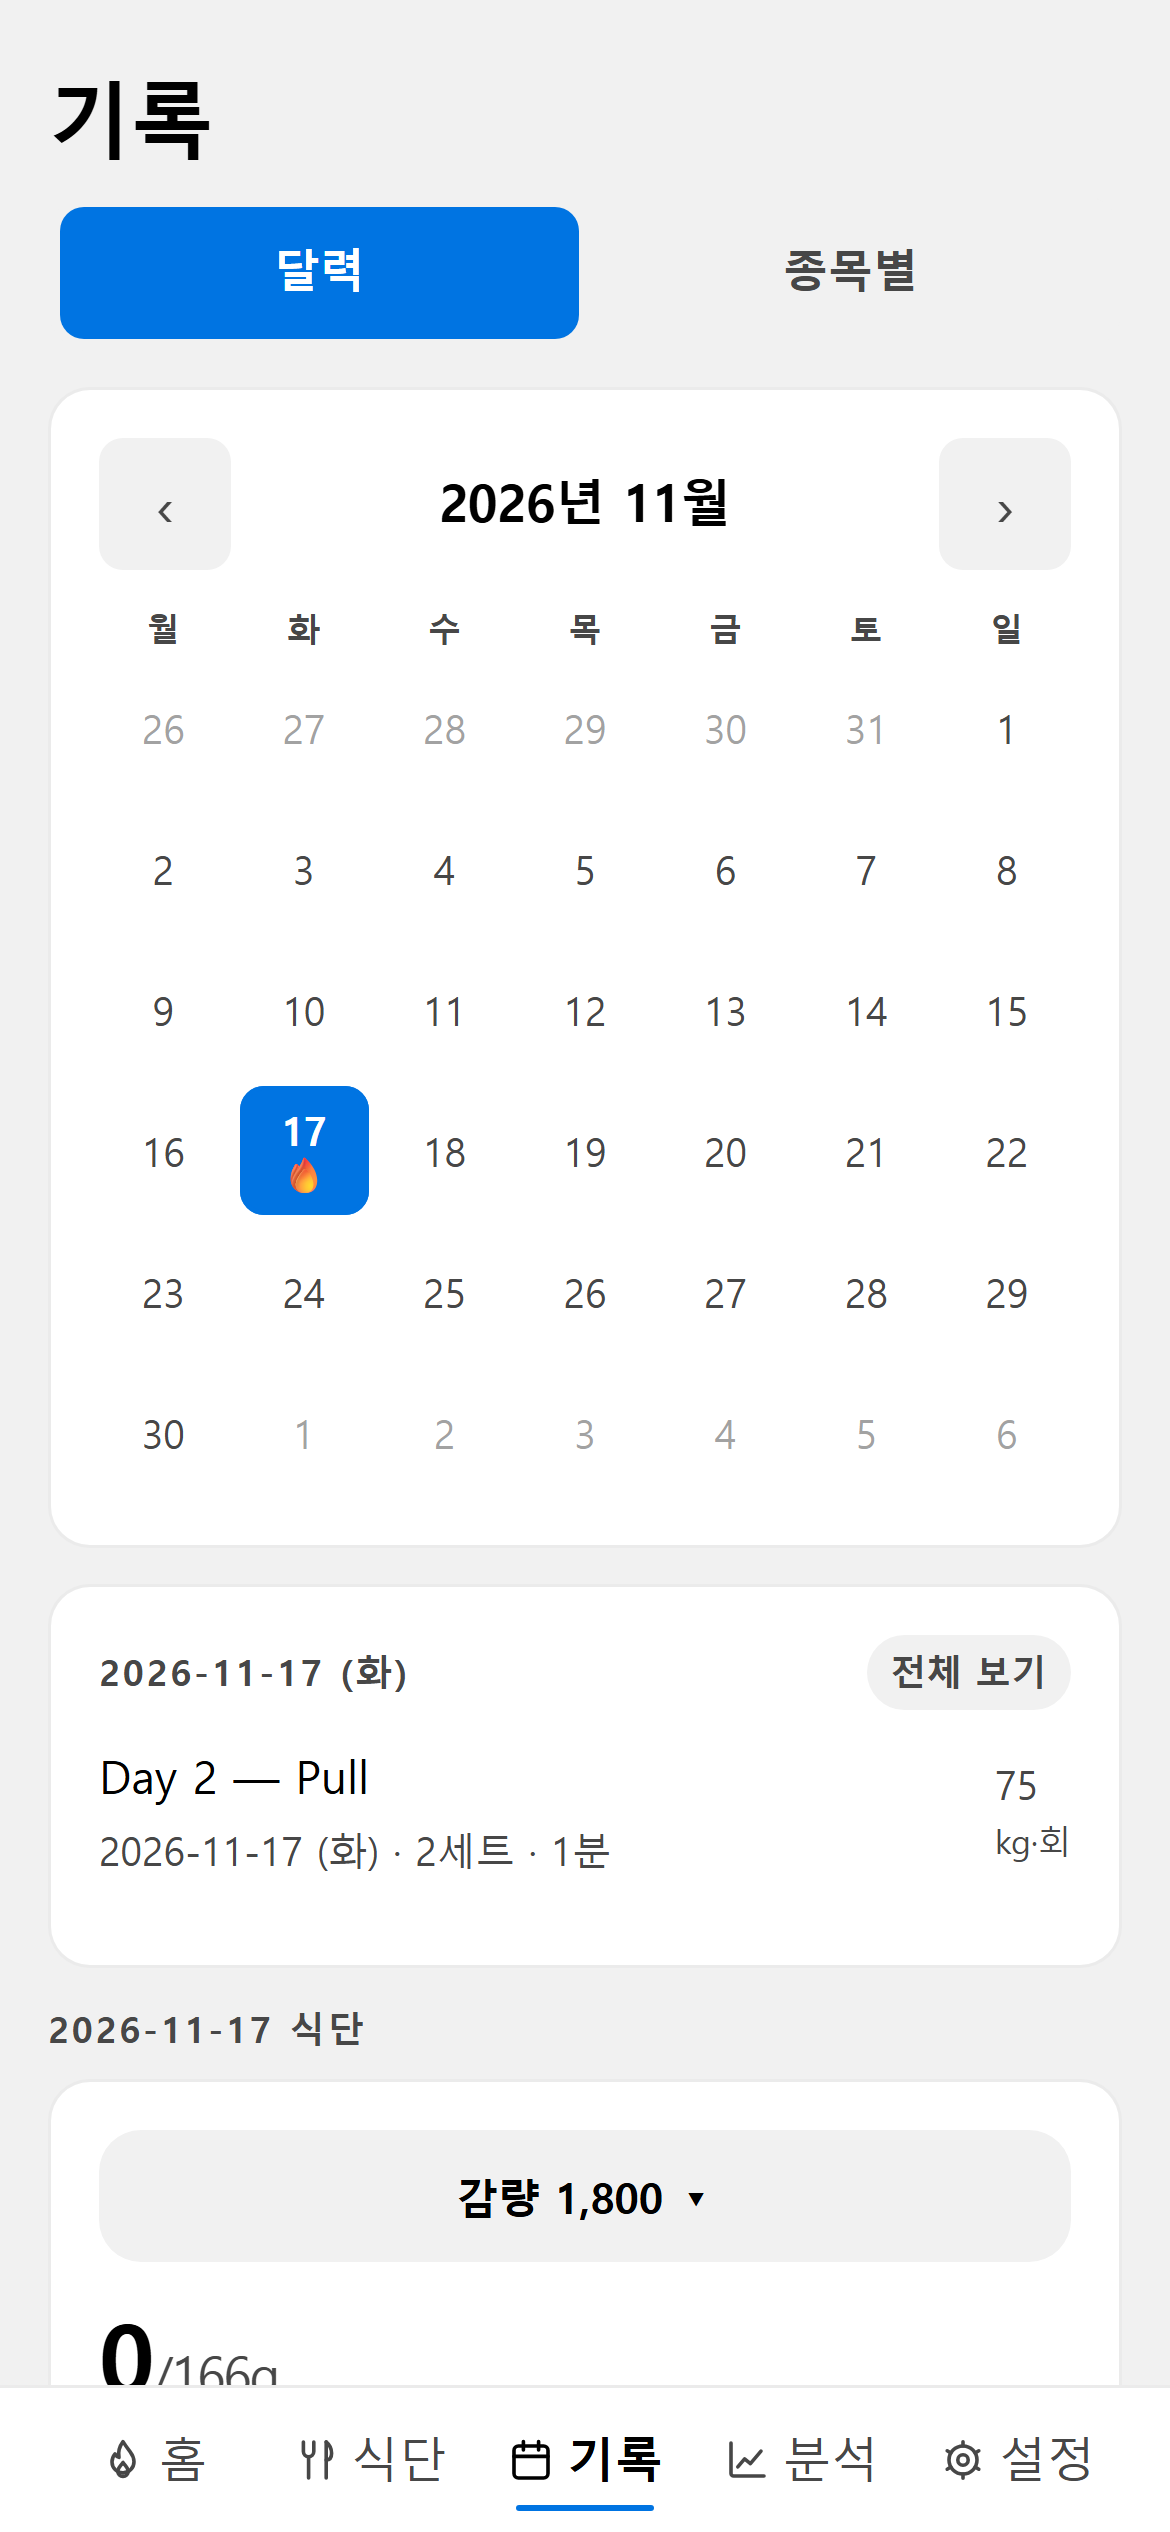 기록
달력 종목별
‹ 2026년 11월 ›
월 화 수 목 금 토 일
26 27 28 29 30 31 1
2 3 4 5 6 7 8
9 10 11 12 13 14 15
16 17 18 19 20 21 22
23 24 25 26 27 28 29
30 1 2 3 4 5 6
2026-11-17 (화) 전체 보기
Day 2 — Pull 75
2026-11-17 (화) · 2세트 · 1분 kg·회
2026-11-17 식단
감량 1,800 ▼
0/166g
홈 식단 기록 분석 설정